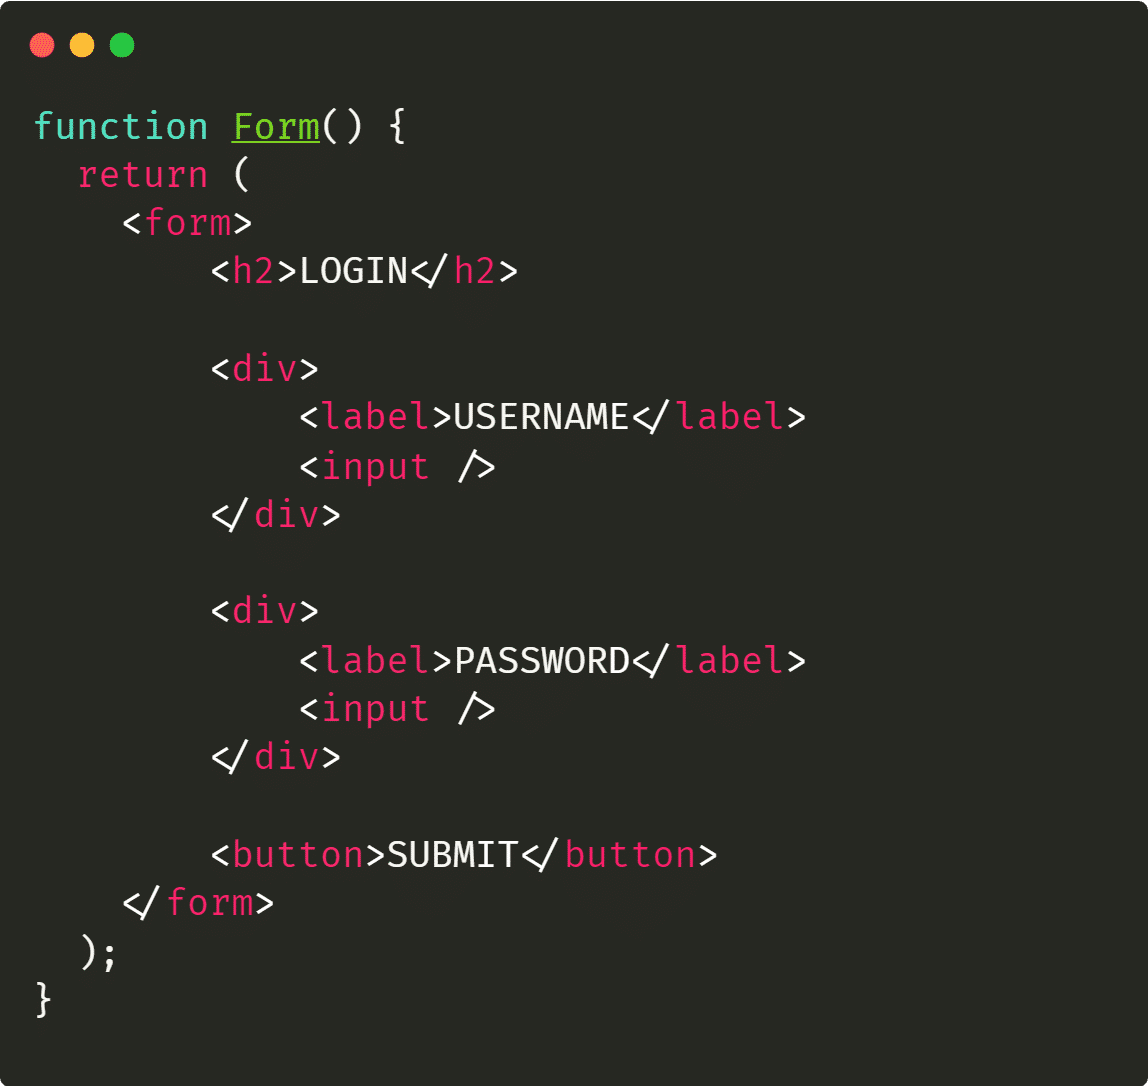 function Form() {
  return (
    <form>
        <h2>LOGIN</h2>

        <div>
            <label>USERNAME</label>
            <input />
        </div>

        <div>
            <label>PASSWORD</label>
            <input />
        </div>

        <button>SUBMIT</button>
    </form>
  );
}